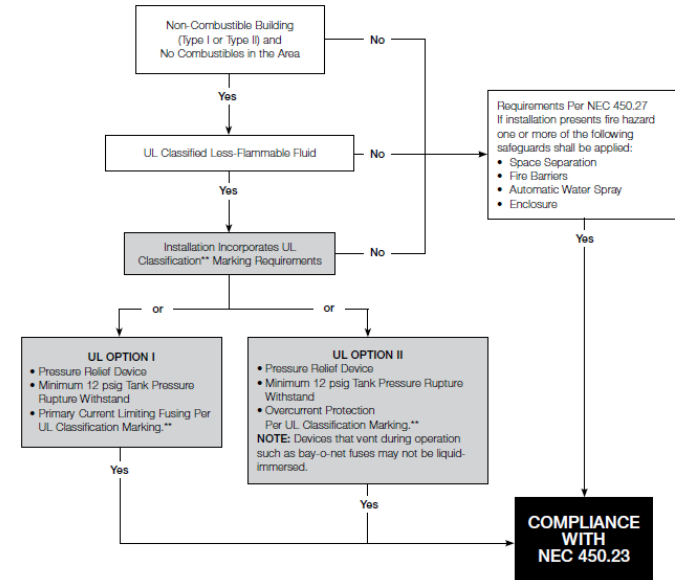 Non-Combustible Building
(Type I or Type II) and
No Combustibles in the Area
No
Yes
UL Classified Less-Flammable Fluid
No
Yes
Requirements Per NEC 450.27
If installation presents fire hazard
one or more of the following
safeguards shall be applied:
• Space Separation
• Fire Barriers
• Automatic Water Spray
• Enclosure
Yes
Installation Incorporates UL
Classification** Marking Requirements
No
or
or
UL OPTION I
• Pressure Relief Device
• Minimum 12 psig Tank Pressure
Rupture Withstand
• Primary Current Limiting Fusing Per
UL Classification Marking.**
Yes
UL OPTION II
• Pressure Relief Device
• Minimum 12 psig Tank Pressure Rupture
Withstand
• Overcurrent Protection
Per UL Classification Marking.**
NOTE: Devices that vent during operation
such as bay-o-net fuses may not be liquid-
immersed.
Yes
COMPLIANCE
WITH
NEC 450.23